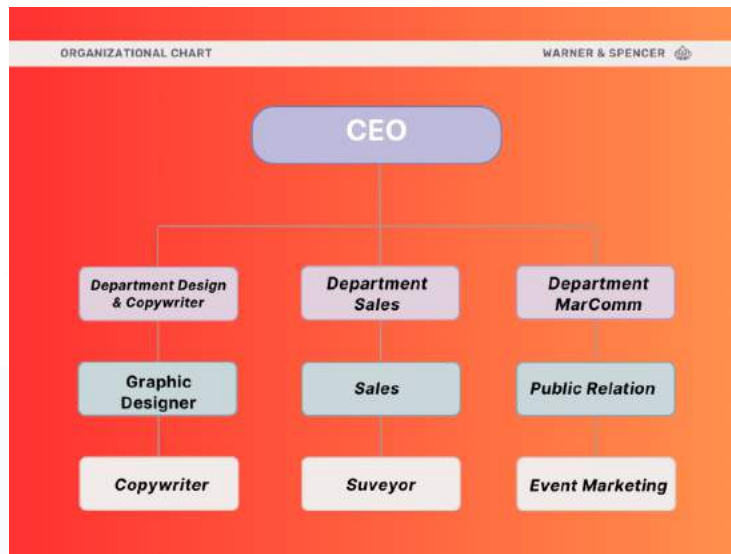 ORGANIZATIONAL CHART
WARNER & SPENCER
CEO
Department Design
& Copywriter
Department
Sales
Department
MarComm
Graphic
Designer
Sales
Public Relation
Copywriter
Suveyor
Event Marketing